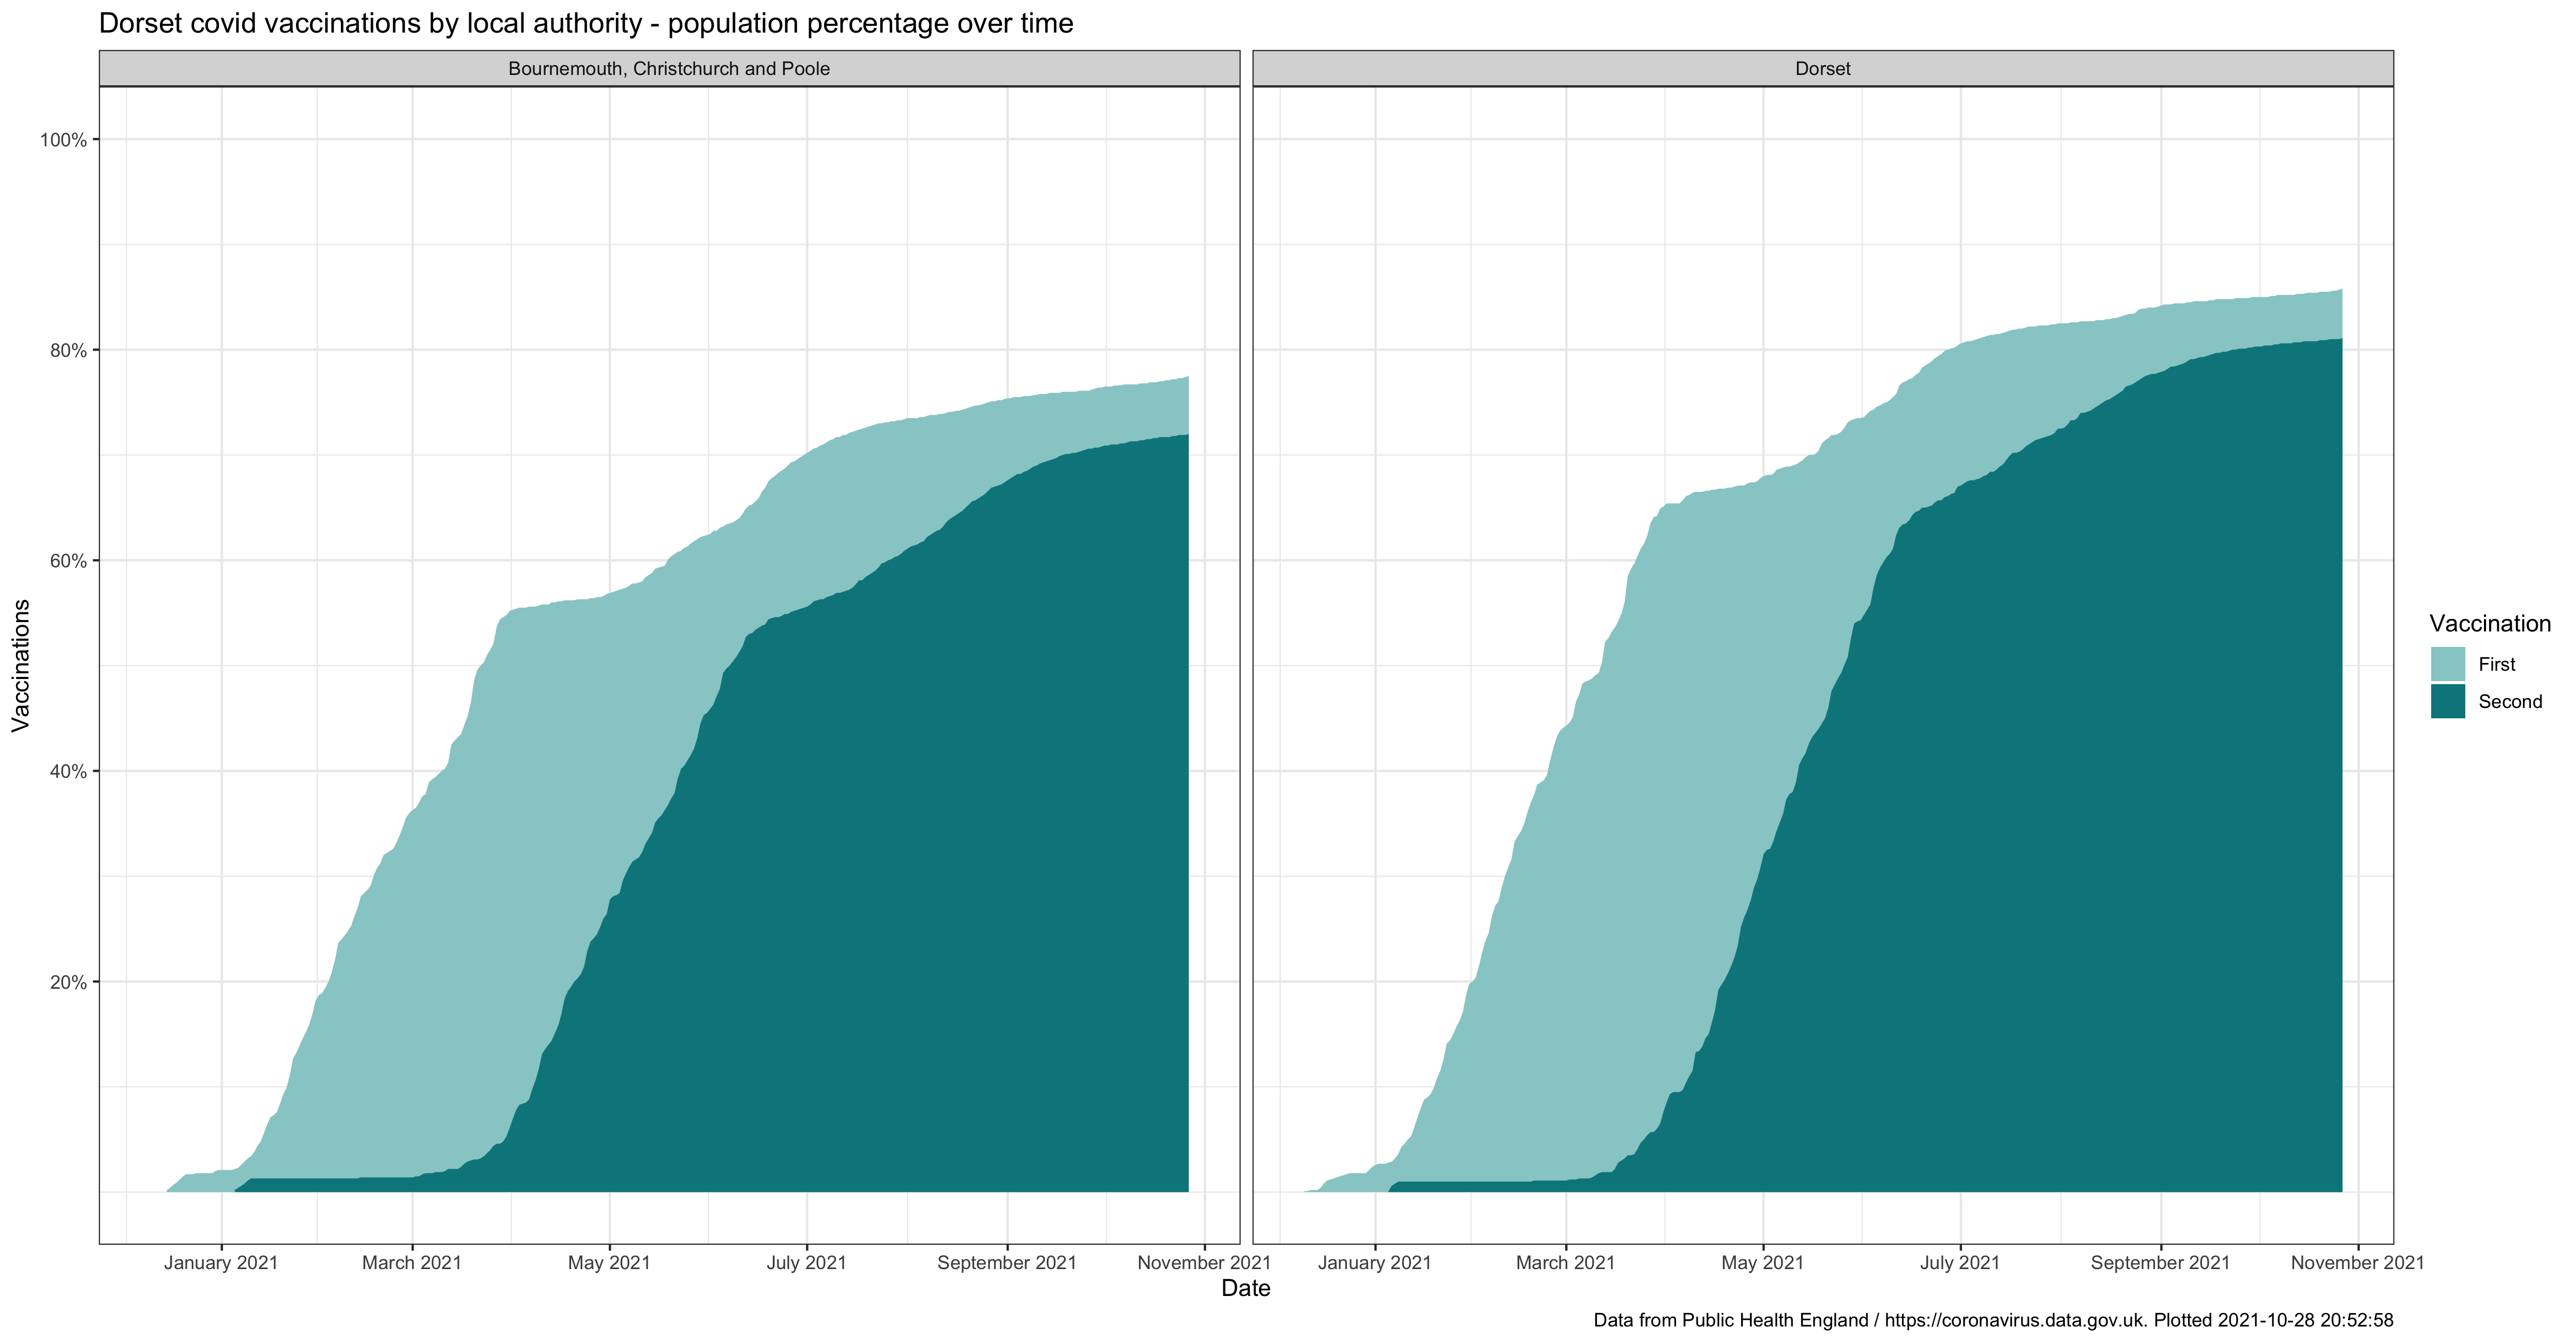 Dorset covid vaccinations by local authority - population percentage over time
Bournemouth, Christchurch and Poole
Dorset
100%
80%
60%
40%
20%
Vaccinations
January 2021 March 2021 May 2021 July 2021 September 2021 November 2021
January 2021 March 2021 May 2021 July 2021 September 2021 November 2021
Date
Vaccination
First
Second
Data from Public Health England / https://coronavirus.data.gov.uk. Plotted 2021-10-28 20:52:58